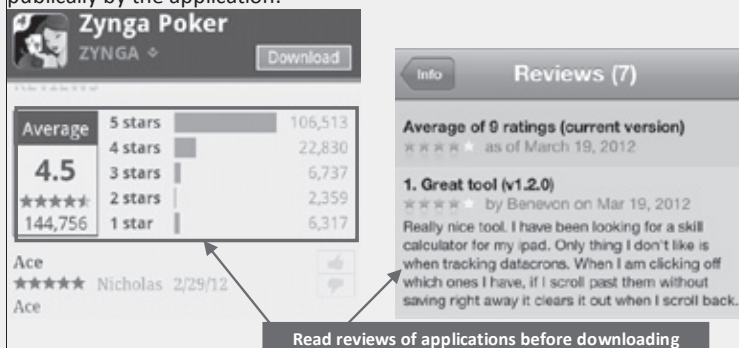 publically by the application.
Zynga Poker
ZYNGA
Download
REVIEWS
Average
4.5
144,756
5 stars 106,513
4 stars 22,830
3 stars 6,737
2 stars 2,359
1 star 6,317
Ace
Nicholas 2/29/12
Ace
Info
Reviews (7)
Average of 9 ratings (current version)
as of March 19, 2012
1. Great tool (v1.2.0)
by Benevon on Mar 19, 2012
Really nice tool. I have been looking for a skill
calculator for my ipad. Only thing I don't like is
when tracking datacrons. When I am clicking off
which ones I have, if I scroll past them without
saving right away it clears it out when I scroll back.
Read reviews of applications before downloading